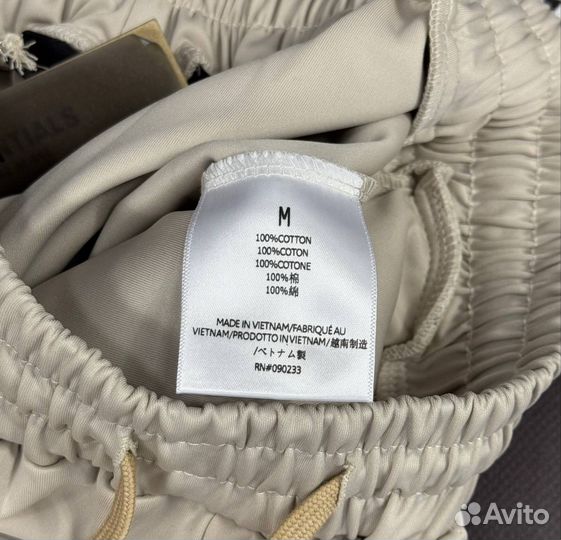 TIALS
M
100%COTTON
100%COTON
100%COTONE
100%棉
100%綿
MADE IN VIETNAM/FABRIQUÉ AU
VIETNAM/PRODOTTO IN VIETNAM/越南制造
/ベトナム製
RN#090233
Avito